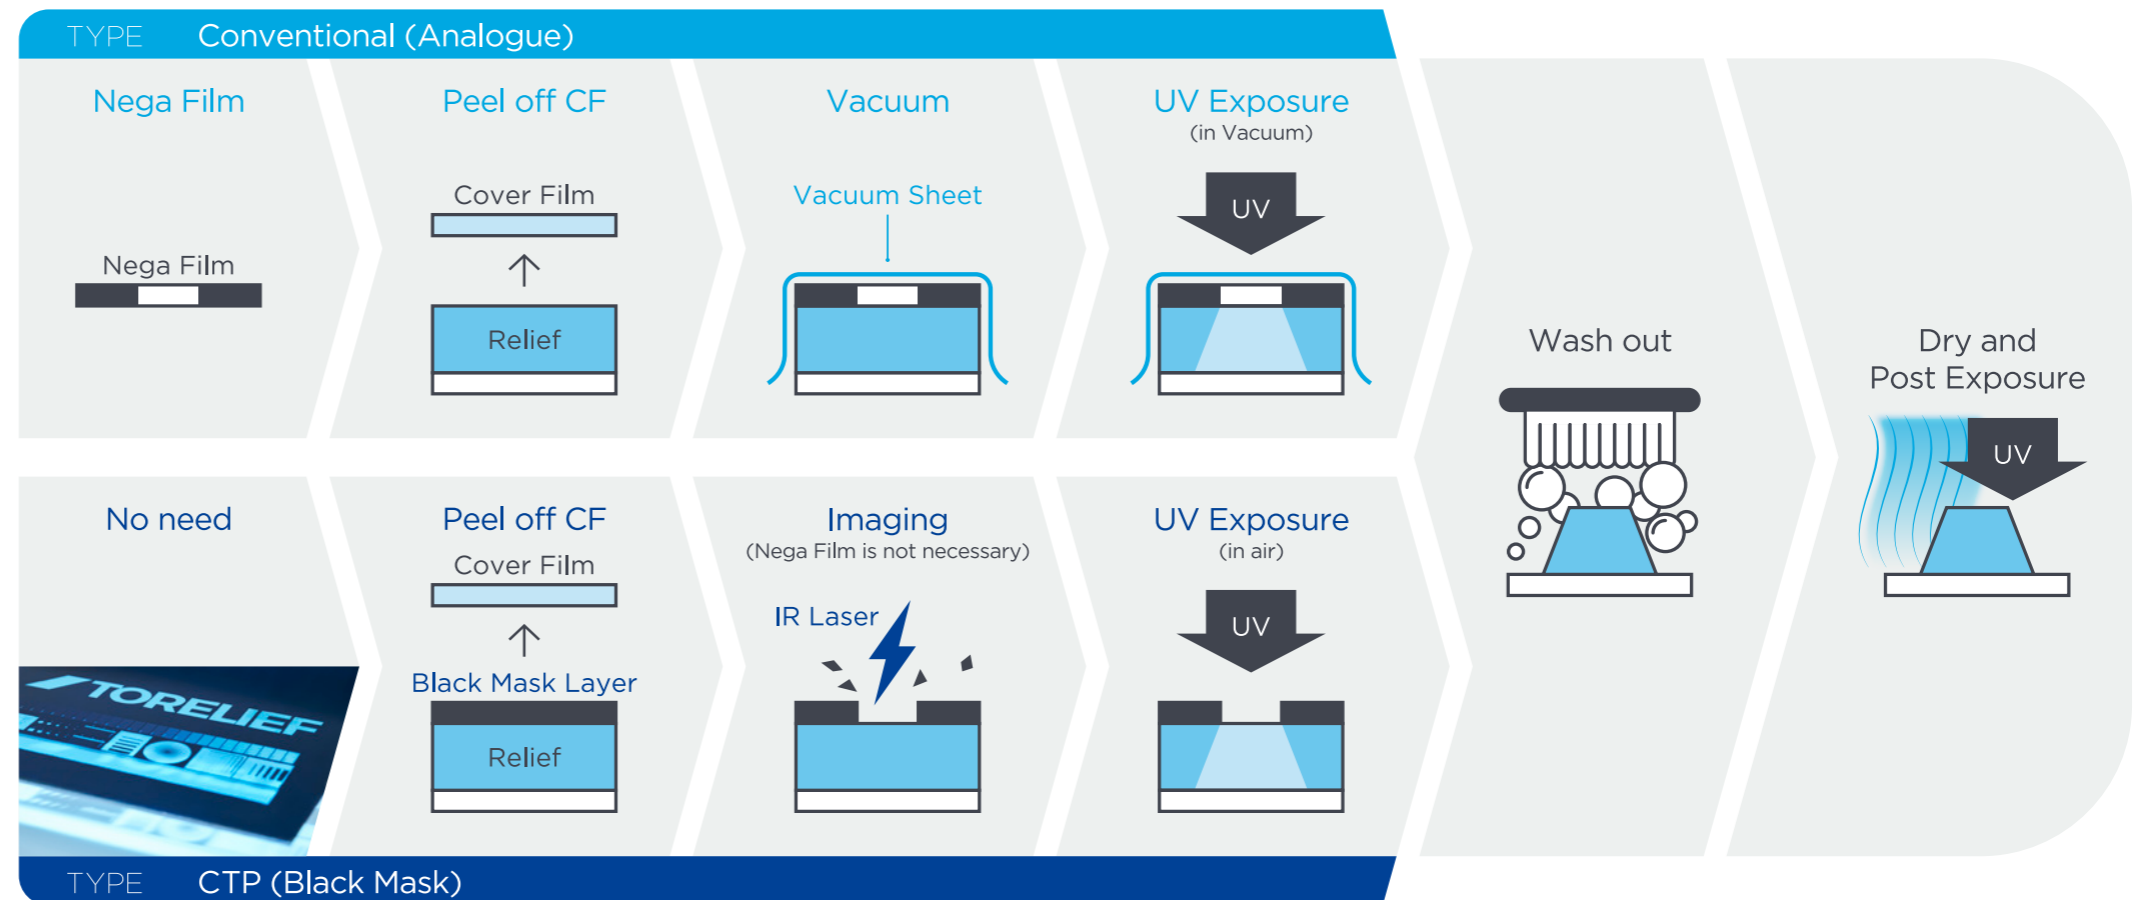 TYPE Conventional (Analogue)
Nega Film
Nega Film
Peel off CF
Cover Film
Relief
Vacuum
Vacuum Sheet
UV Exposure
(in Vacuum)
UV
No need
TORELIEF
Peel off CF
Cover Film
Black Mask Layer
Relief
Imaging
(Nega Film is not necessary)
IR Laser
UV Exposure
(in air)
UV
TYPE CTP (Black Mask)
Wash out
Dry and
Post Exposure
UV